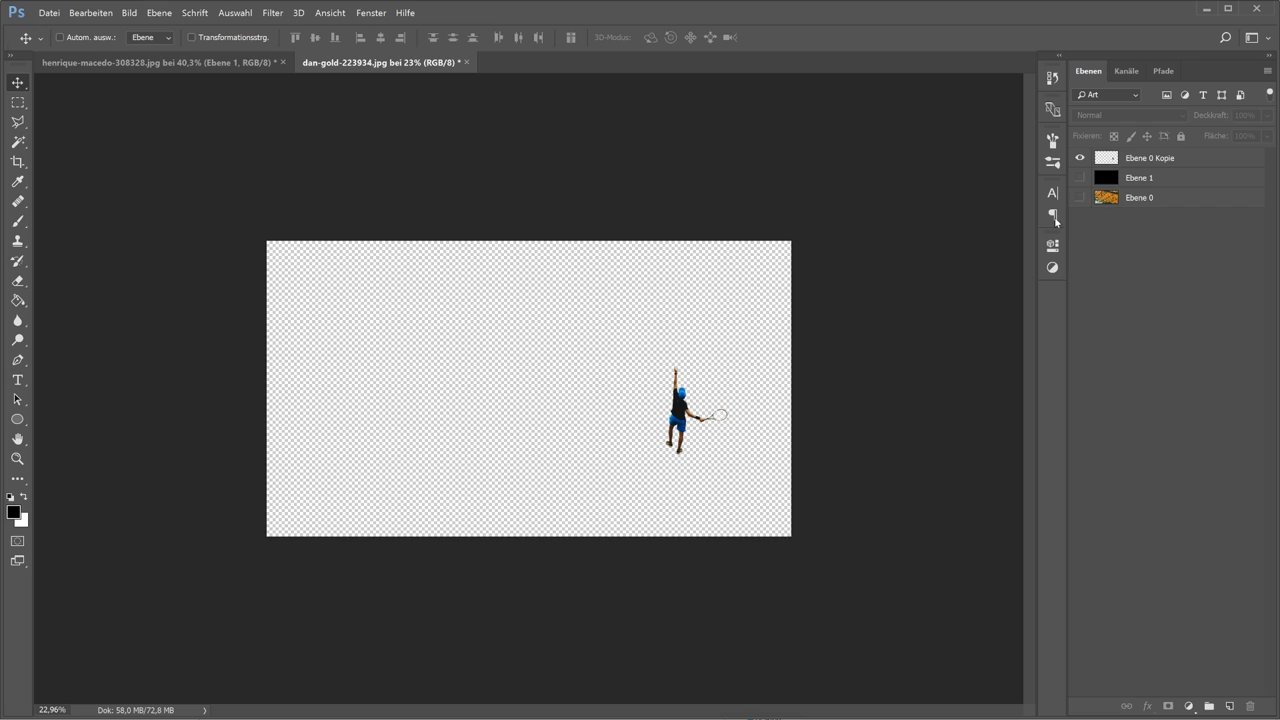 Ps Datei Bearbeiten Bild Ebene Schrift Auswahl Filter 3D Ansicht Fenster Hilfe
Autom. ausw.: Ebene Transformationsstrg. 3D-Modus:
henrique-macedo-308328.jpg bei 40,3% (Ebene 1, RGB/8) * × dan-gold-223934.jpg bei 23% (RGB/8) * ×
Ebenen Kanäle Pfade
Art
Normal Deckkraft: 100%
Fixieren: Fläche: 100%
Ebene 0 Kopie
Ebene 1
Ebene 0
22,96% Dok: 58,0 MB/72,8 MB